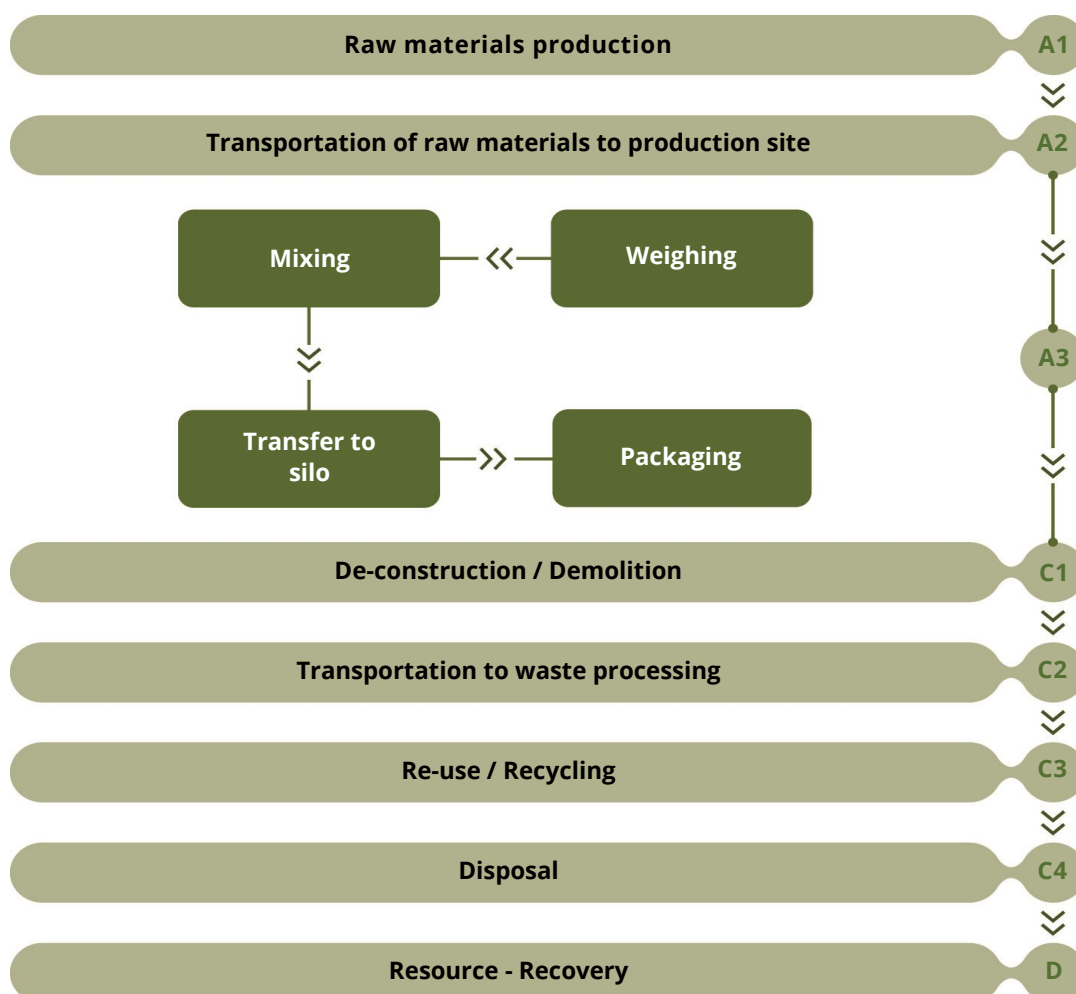 Raw materials production
A1
Transportation of raw materials to production site
A2
Mixing
Weighing
A3
Transfer to
silo
Packaging
De-construction / Demolition
C1
Transportation to waste processing
C2
Re-use / Recycling
C3
Disposal
C4
Resource - Recovery
D